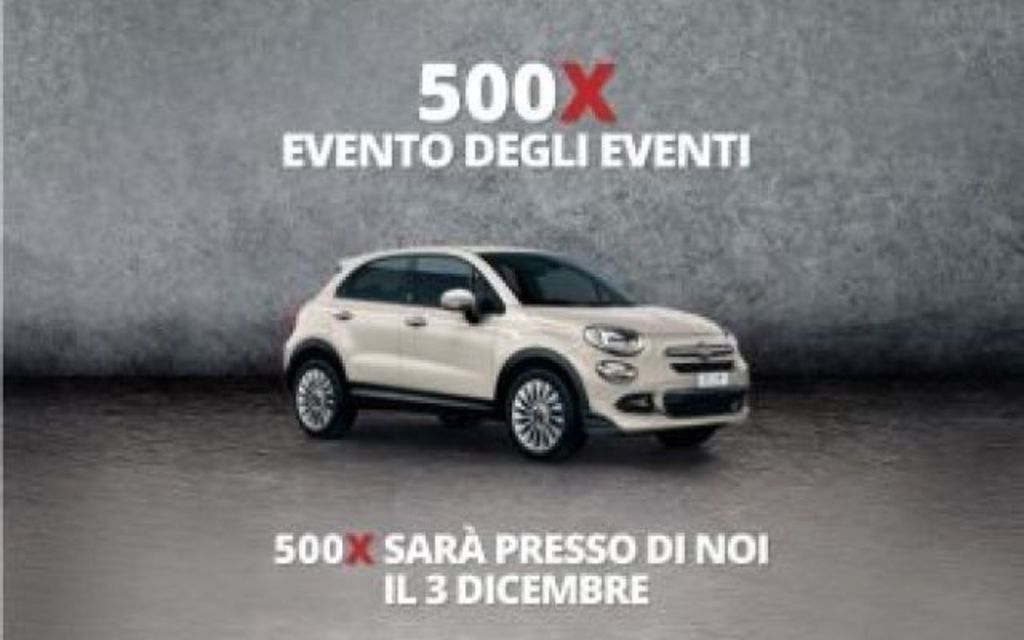 500X
EVENTO DEGLI EVENTI
500X SARÀ PRESSO DI NOI
IL 3 DICEMBRE